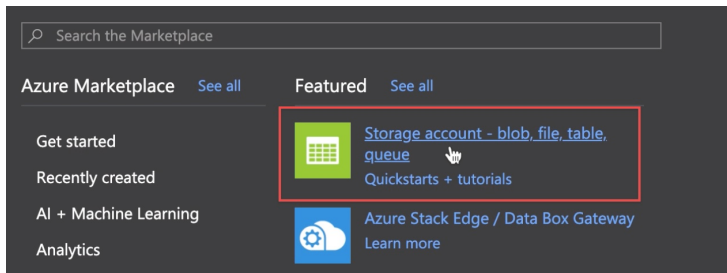 Search the Marketplace
Azure Marketplace See all
Featured See all
Get started
Recently created
AI + Machine Learning
Analytics
Storage account - blob, file, table,
queue
Quickstarts + tutorials
Azure Stack Edge / Data Box Gateway
Learn more